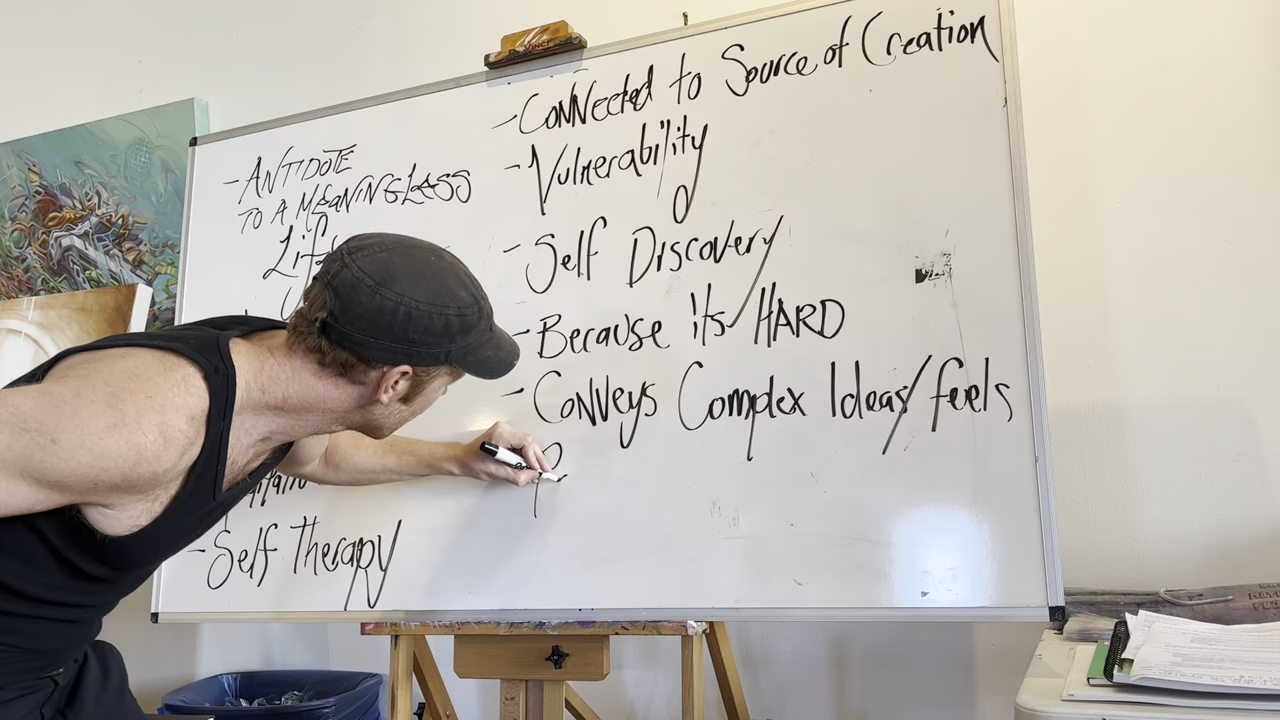 - ANTIDOTE
TO A MEANINGLESS
Life
- Self Therapy
- Connected to Source of Creation
- Vulnerability
- Self Discovery
- Because its HARD
- Conveys Complex Ideas/feels
VINCI